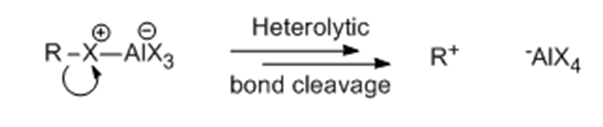 Heterolytic
R–X⊕–AlX₃⊖ R⁺ ⁻AlX₄
bond cleavage